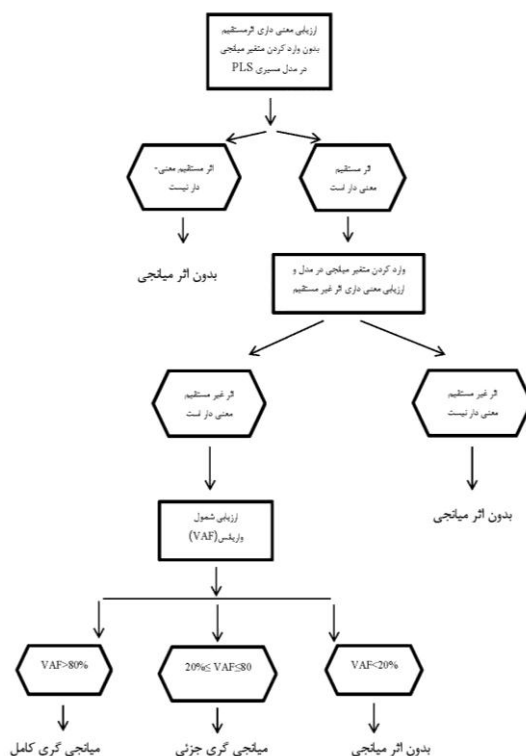 ارزیابی معنی داری اثرمستقیم
بدون وارد کردن متغیر میانجی
در مدل مسیری PLS
اثر مستقیم
معنی دار است
اثر مستقیم معنی-
دار نیست
بدون اثر میانجی
وارد کردن متغیر میانجی در مدل و
ارزیابی معنی داری اثر غیر مستقیم
اثر غیر مستقیم
معنی دار نیست
اثر غیر مستقیم
معنی دار است
بدون اثر میانجی
ارزیابی شمول
واریانس(VAF)
VAF<20%
20%≤ VAF≤80
VAF>80%
بدون اثر میانجی
میانجی گری جزئی
میانجی گری کامل